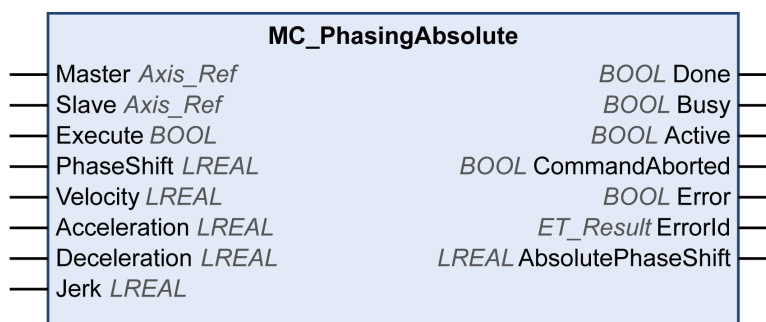 MC_PhasingAbsolute
Master Axis_Ref
BOOL Done
Slave Axis_Ref
BOOL Busy
Execute BOOL
BOOL Active
PhaseShift LREAL
BOOL CommandAborted
Velocity LREAL
BOOL Error
Acceleration LREAL
ET_Result ErrorId
Deceleration LREAL
LREAL AbsolutePhaseShift
Jerk LREAL